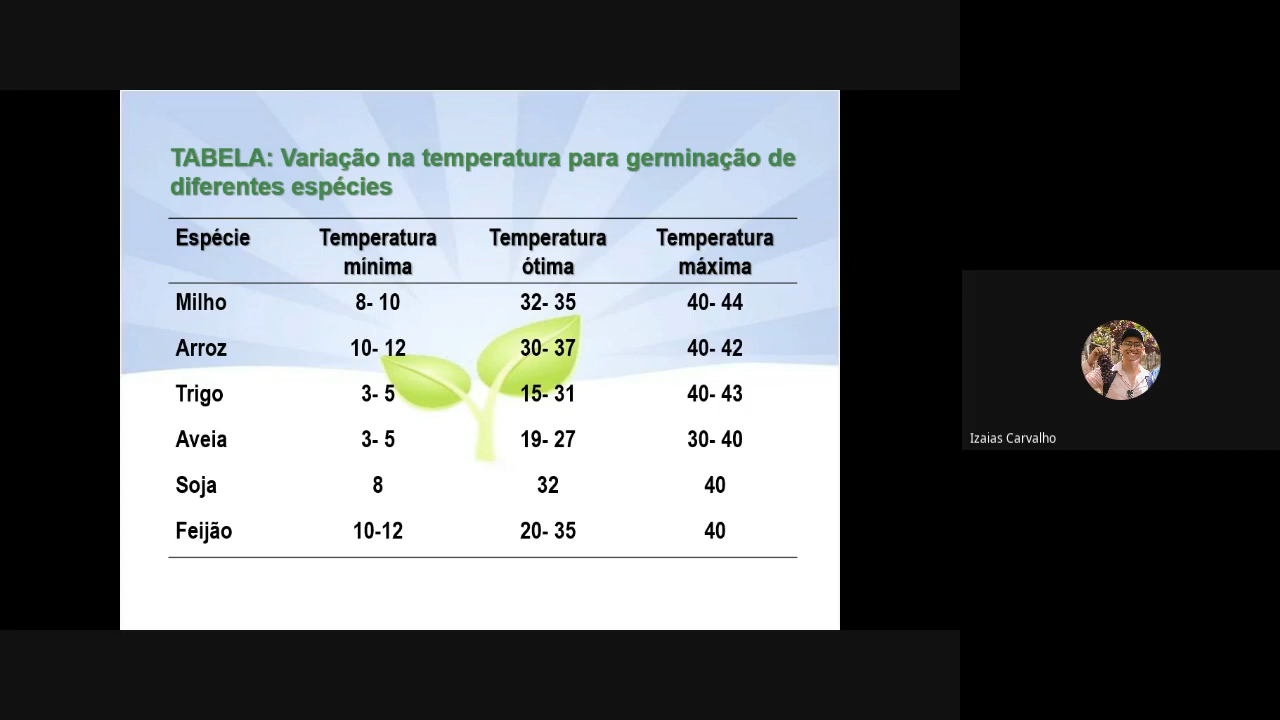 TABELA: Variação na temperatura para germinação de
diferentes espécies
Espécie Temperatura mínima Temperatura ótima Temperatura máxima
Milho 8- 10 32- 35 40- 44
Arroz 10- 12 30- 37 40- 42
Trigo 3- 5 15- 31 40- 43
Aveia 3- 5 19- 27 30- 40
Soja 8 32 40
Feijão 10-12 20- 35 40
Izaias Carvalho